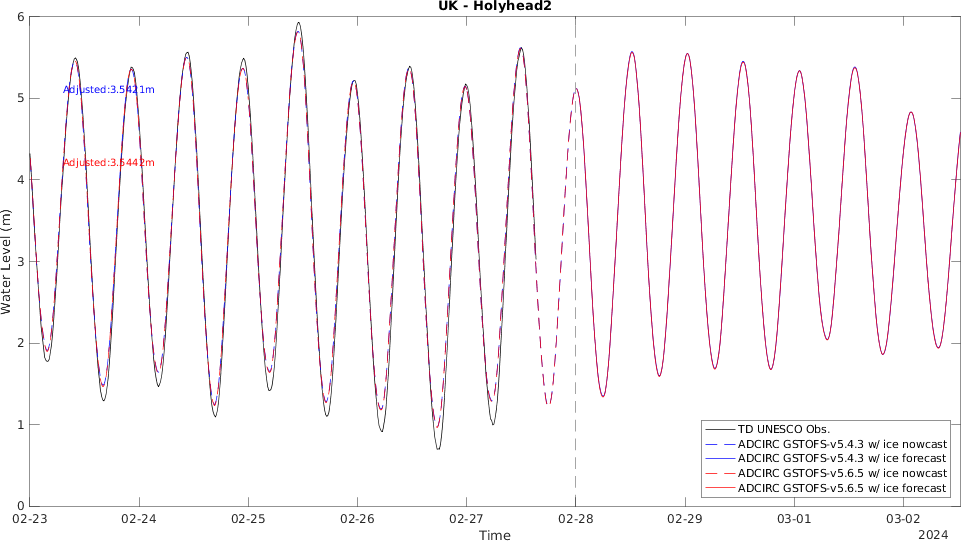 UK - Holyhead2
6
5
4
3
2
1
0
Water Level (m)
Adjusted:3.5421m
Adjusted:3.5442m
TD UNESCO Obs.
ADCIRC GSTOFS-v5.4.3 w/ ice nowcast
ADCIRC GSTOFS-v5.4.3 w/ ice forecast
ADCIRC GSTOFS-v5.6.5 w/ ice nowcast
ADCIRC GSTOFS-v5.6.5 w/ ice forecast
02-23 02-24 02-25 02-26 02-27 02-28 02-29 03-01 03-02
Time
2024